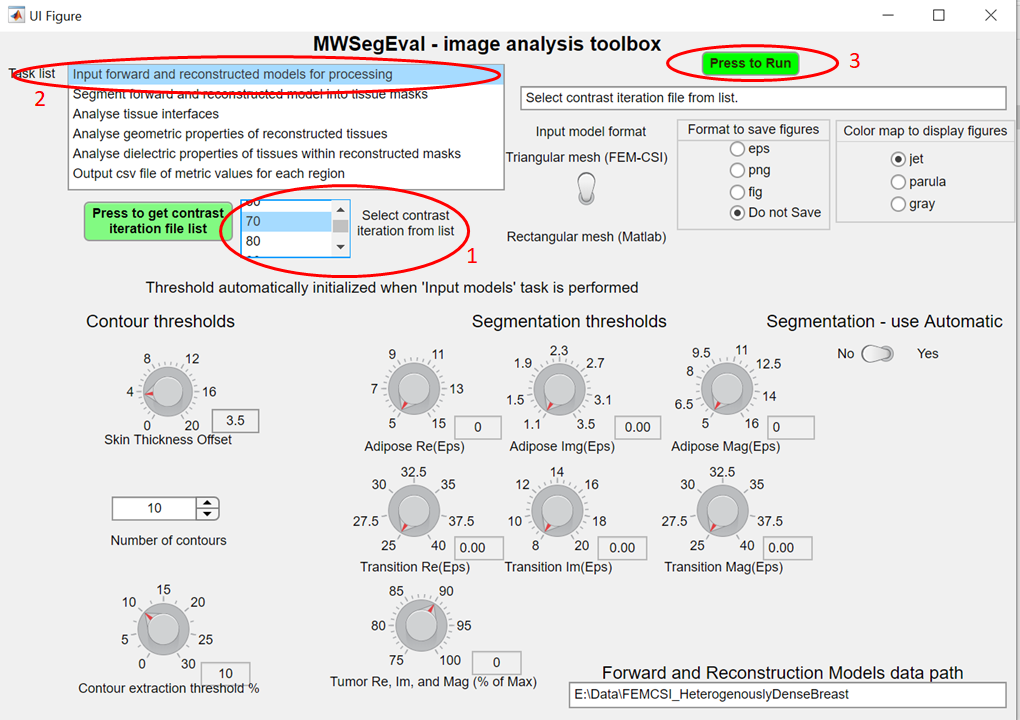 UI Figure
MWSegEval - image analysis toolbox
Task list
Input forward and reconstructed models for processing
Segment forward and reconstructed model into tissue masks
Analyse tissue interfaces
Analyse geometric properties of reconstructed tissues
Analyse dielectric properties of tissues within reconstructed masks
Output csv file of metric values for each region
2
Press to Run
3
Select contrast iteration file from list.
Input model format
Triangular mesh (FEM-CSI)
Rectangular mesh (Matlab)
Format to save figures
eps
png
fig
Do not Save
Color map to display figures
jet
parula
gray
Press to get contrast
iteration file list
70
80
Select contrast
iteration from list
1
Threshold automatically initialized when 'Input models' task is performed
Contour thresholds
Segmentation thresholds
Segmentation - use Automatic
No
Yes
0 4 8 12 16 20
3.5
Skin Thickness Offset
5 7 9 11 13 15
0
Adipose Re(Eps)
1.1 1.5 1.9 2.3 2.7 3.1 3.5
0.00
Adipose Img(Eps)
5 6.5 8 9.5 11 12.5 14 16
0
Adipose Mag(Eps)
10
Number of contours
25 27.5 30 32.5 35 37.5 40
0.00
Transition Re(Eps)
8 10 12 14 16 18 20
0.00
Transition Im(Eps)
25 27.5 30 32.5 35 37.5 40
0.00
Transition Mag(Eps)
0 5 10 15 20 25 30
10
Contour extraction threshold %
75 80 85 90 95 100
0
Tumor Re, Im, and Mag (% of Max)
Forward and Reconstruction Models data path
E:\Data\FEMCSI_HeterogenouslyDenseBreast